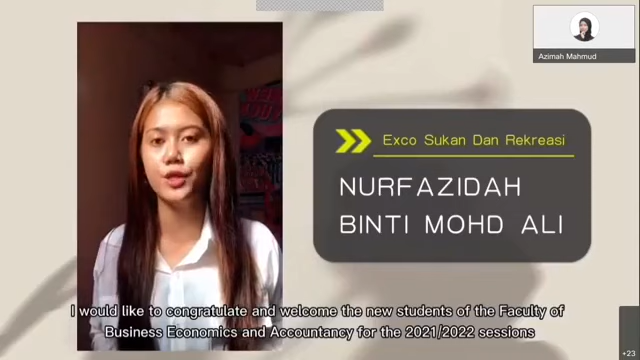 Azimah Mahmud
Exco Sukan Dan Rekreasi
NURFAZIDAH
BINTI MOHD ALI
I would like to congratulate and welcome the new students of the Faculty of
Business Economics and Accountancy for the 2021/2022 sessions
+23